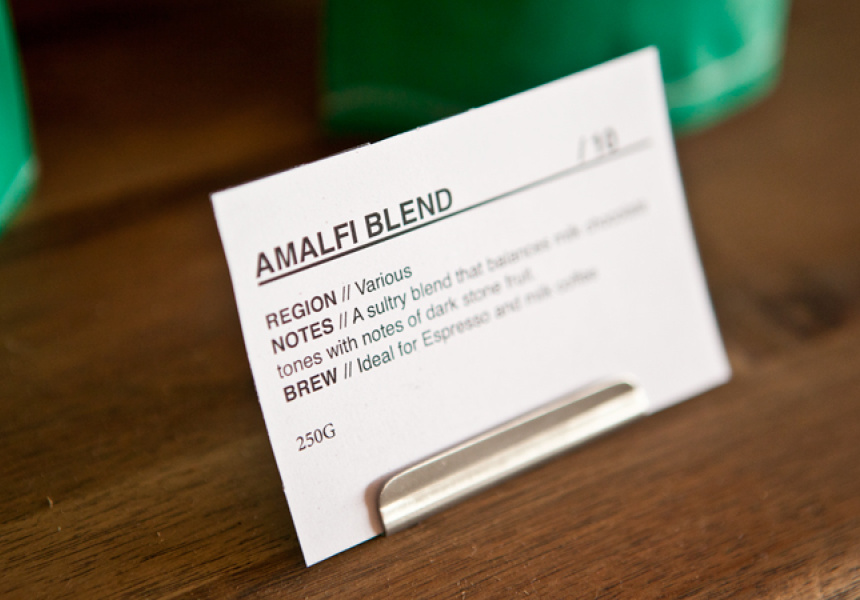 / 10
AMALFI BLEND
REGION // Various
NOTES // A sultry blend that balances milk chocolate
tones with notes of dark stone fruit.
BREW // Ideal for Espresso and milk coffee
250G